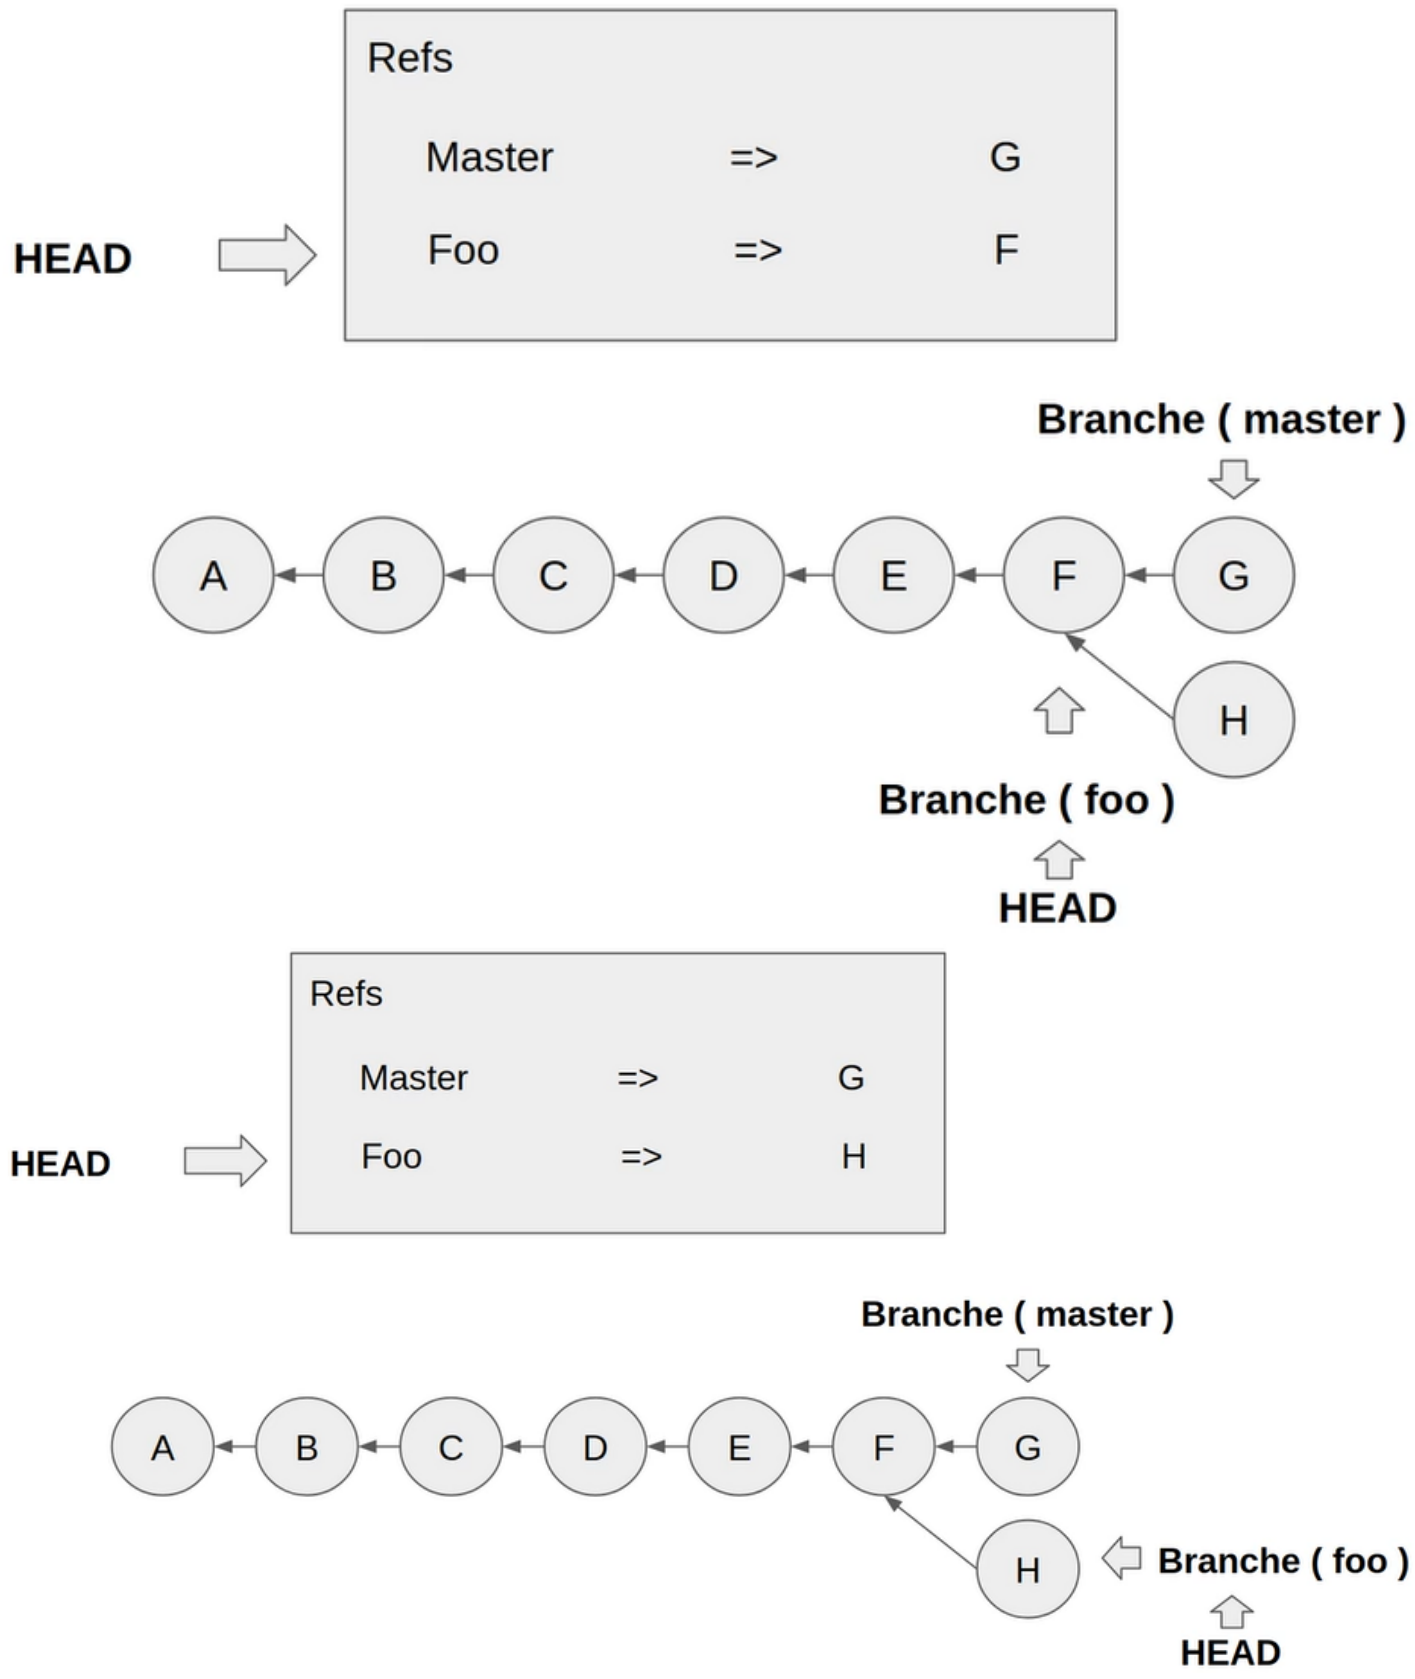 Refs
Master => G
HEAD Foo => F
Branche ( master )
A B C D E F G
H
Branche ( foo )
HEAD
Refs
Master => G
HEAD Foo => H
Branche ( master )
A B C D E F G
H Branche ( foo )
HEAD